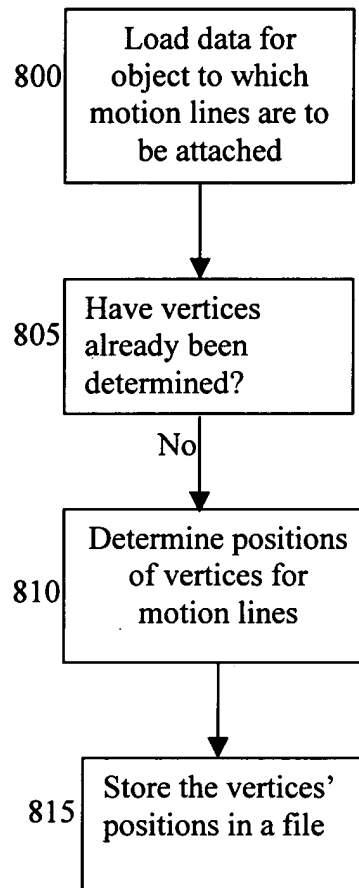 800
Load data for
object to which
motion lines are to
be attached
805
Have vertices
already been
determined?
No
810
Determine positions
of vertices for
motion lines
815
Store the vertices’
positions in a file